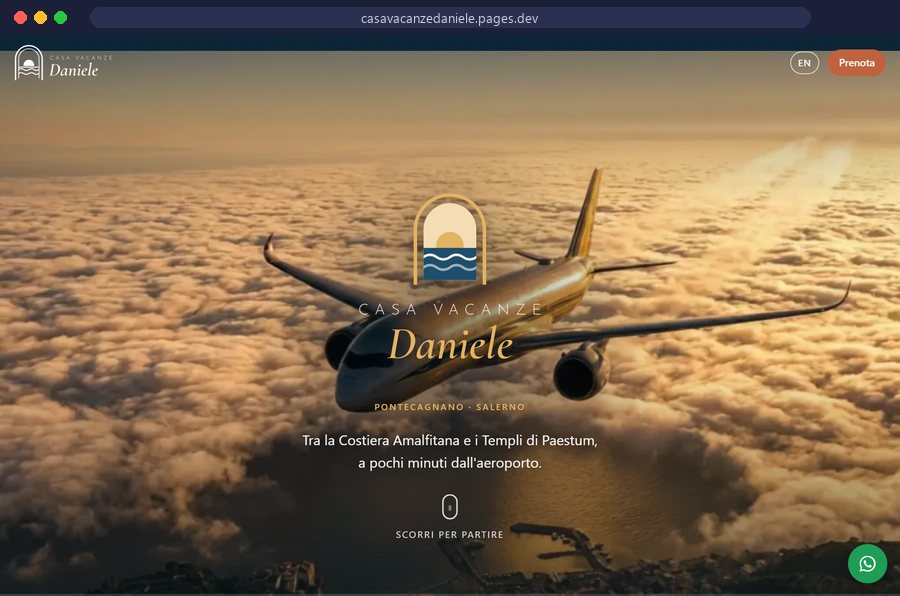 casavacanzedaniele.pages.dev
CASA VACANZE
Daniele
EN
Prenota
CASA VACANZE
Daniele
PONTECAGNANO · SALERNO
Tra la Costiera Amalfitana e i Templi di Paestum,
a pochi minuti dall'aeroporto.
SCORRI PER PARTIRE